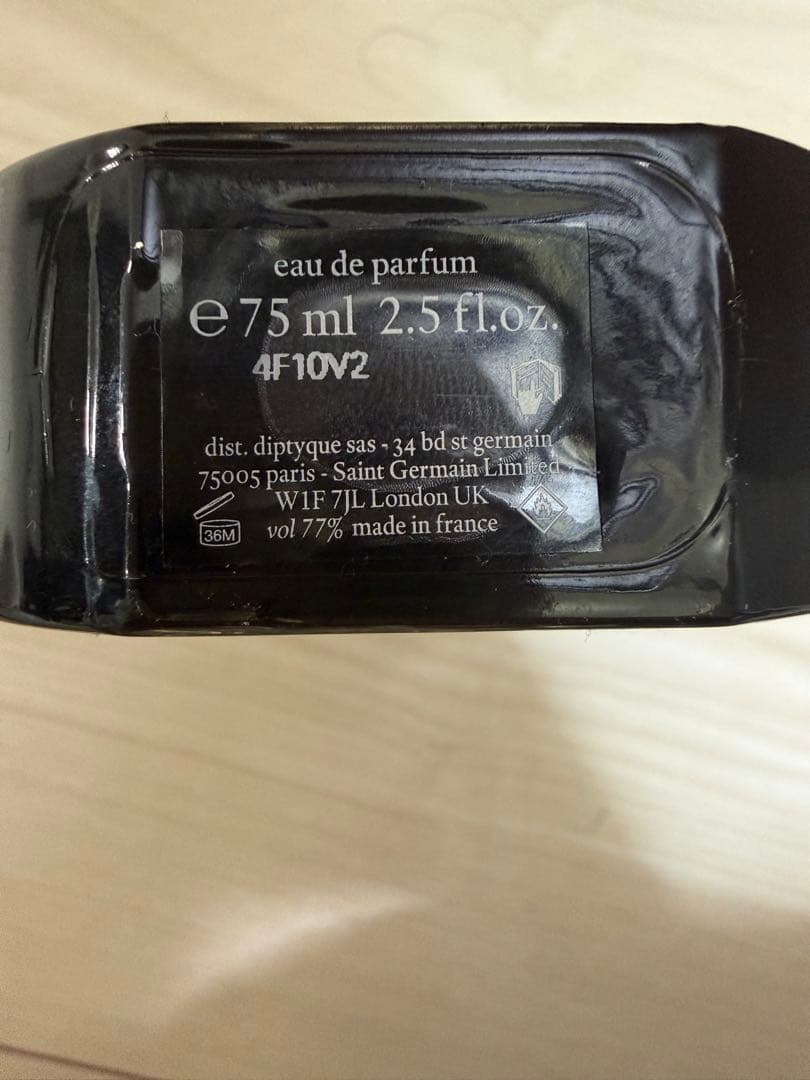 eau de parfum
e 75 ml 2.5 fl.oz.
4F10V2
dist. diptyque sas - 34 bd st germain
75005 paris - Saint Germain Limited
W1F 7JL London UK
36M
vol 77% made in france